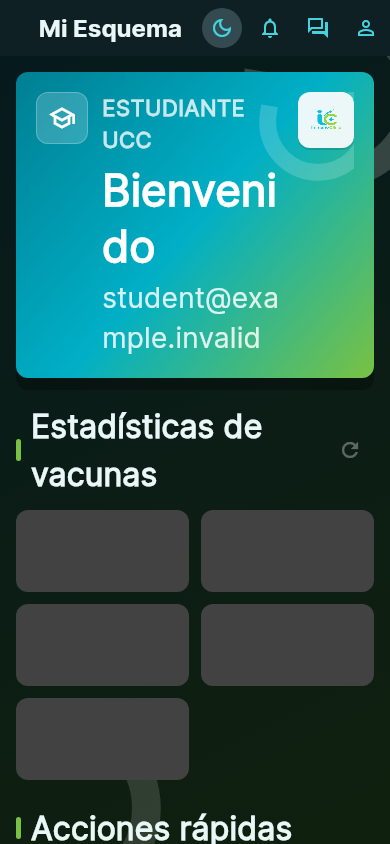 Mi Esquema
ESTUDIANTE
UCC
Bienveni
do
student@exa
mple.invalid
Estadísticas de
vacunas
Acciones rápidas